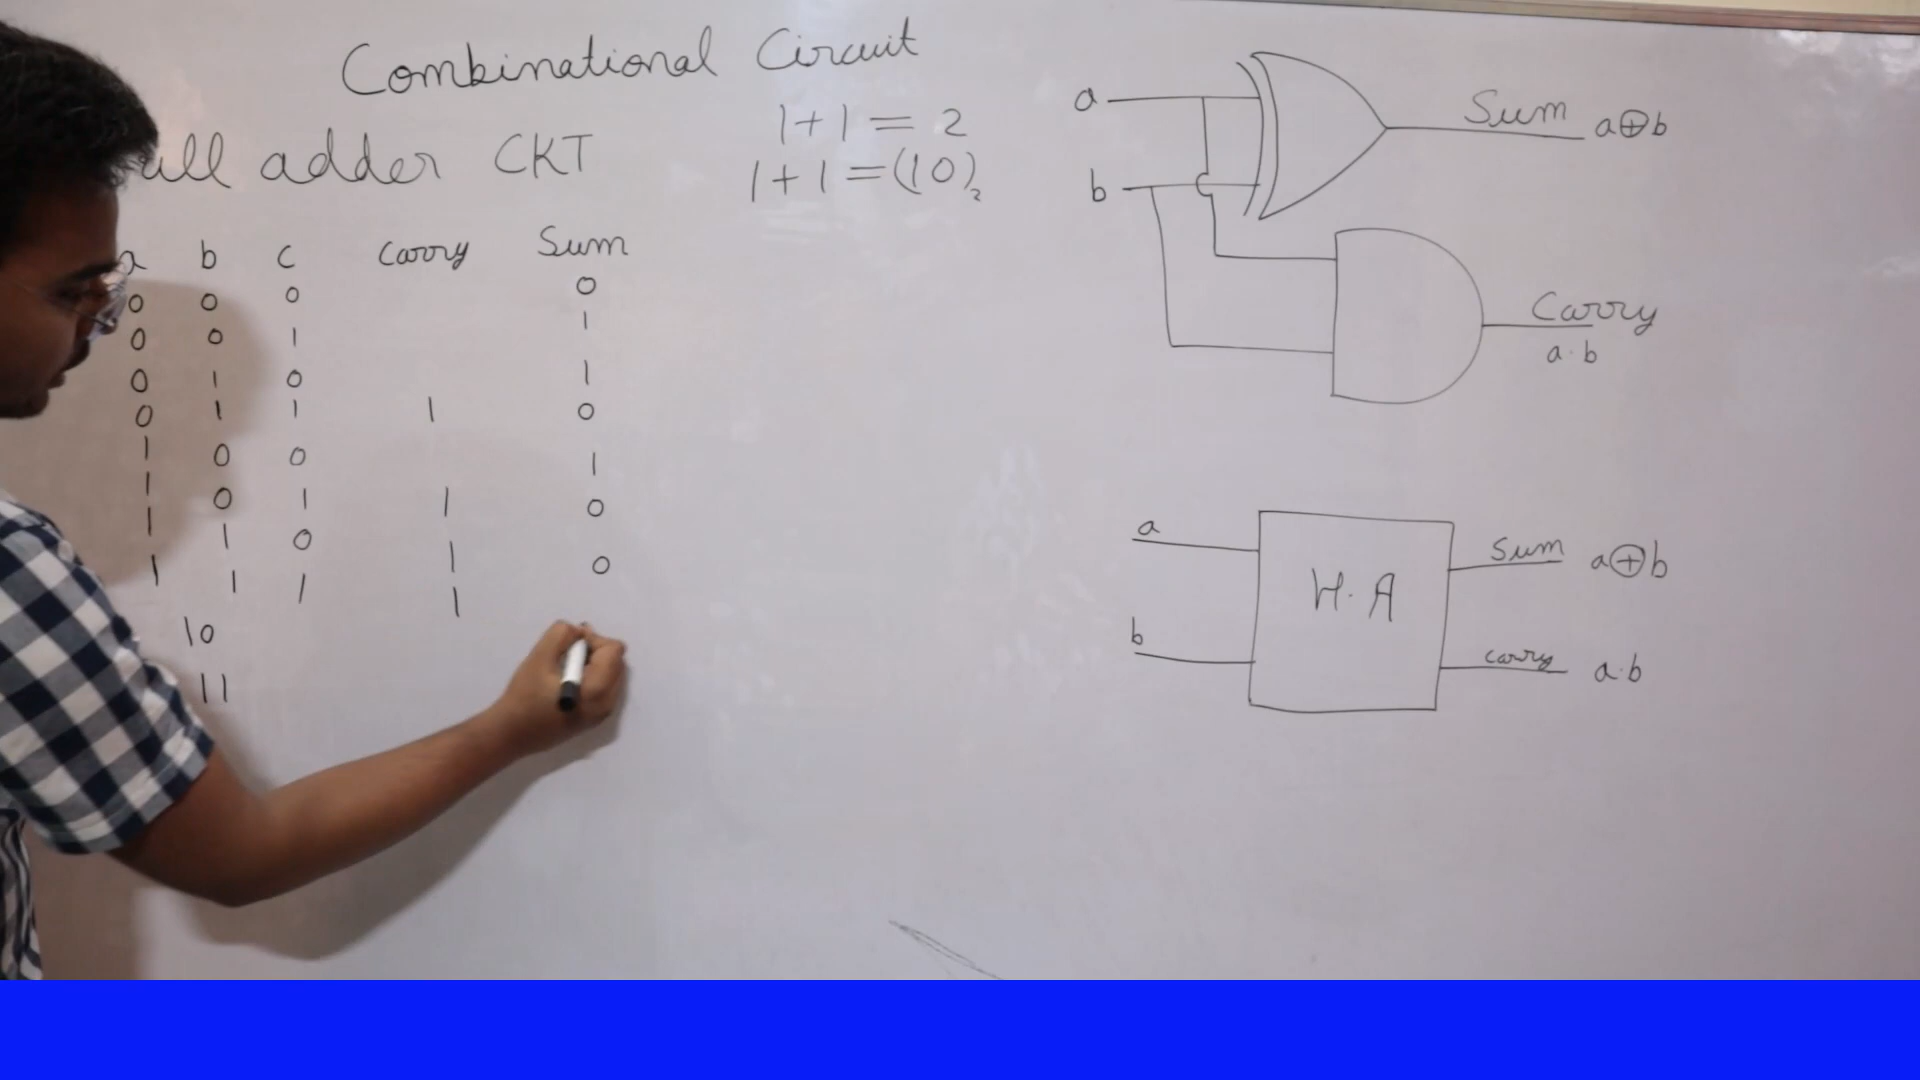 Combinational Circuit
1+1=2
adder CKT
1+1=(10)₂
a b c Carry Sum
0 0 0 0
0 0 1 1
0 1 0 1
0 1 1 1 0
1 0 0 1
1 0 1 1 0
1 1 0 1 0
1 1 1 1
10
11
a
b
Sum a⊕b
Carry
a·b
a
b
H.A
Sum a⊕b
carry a·b